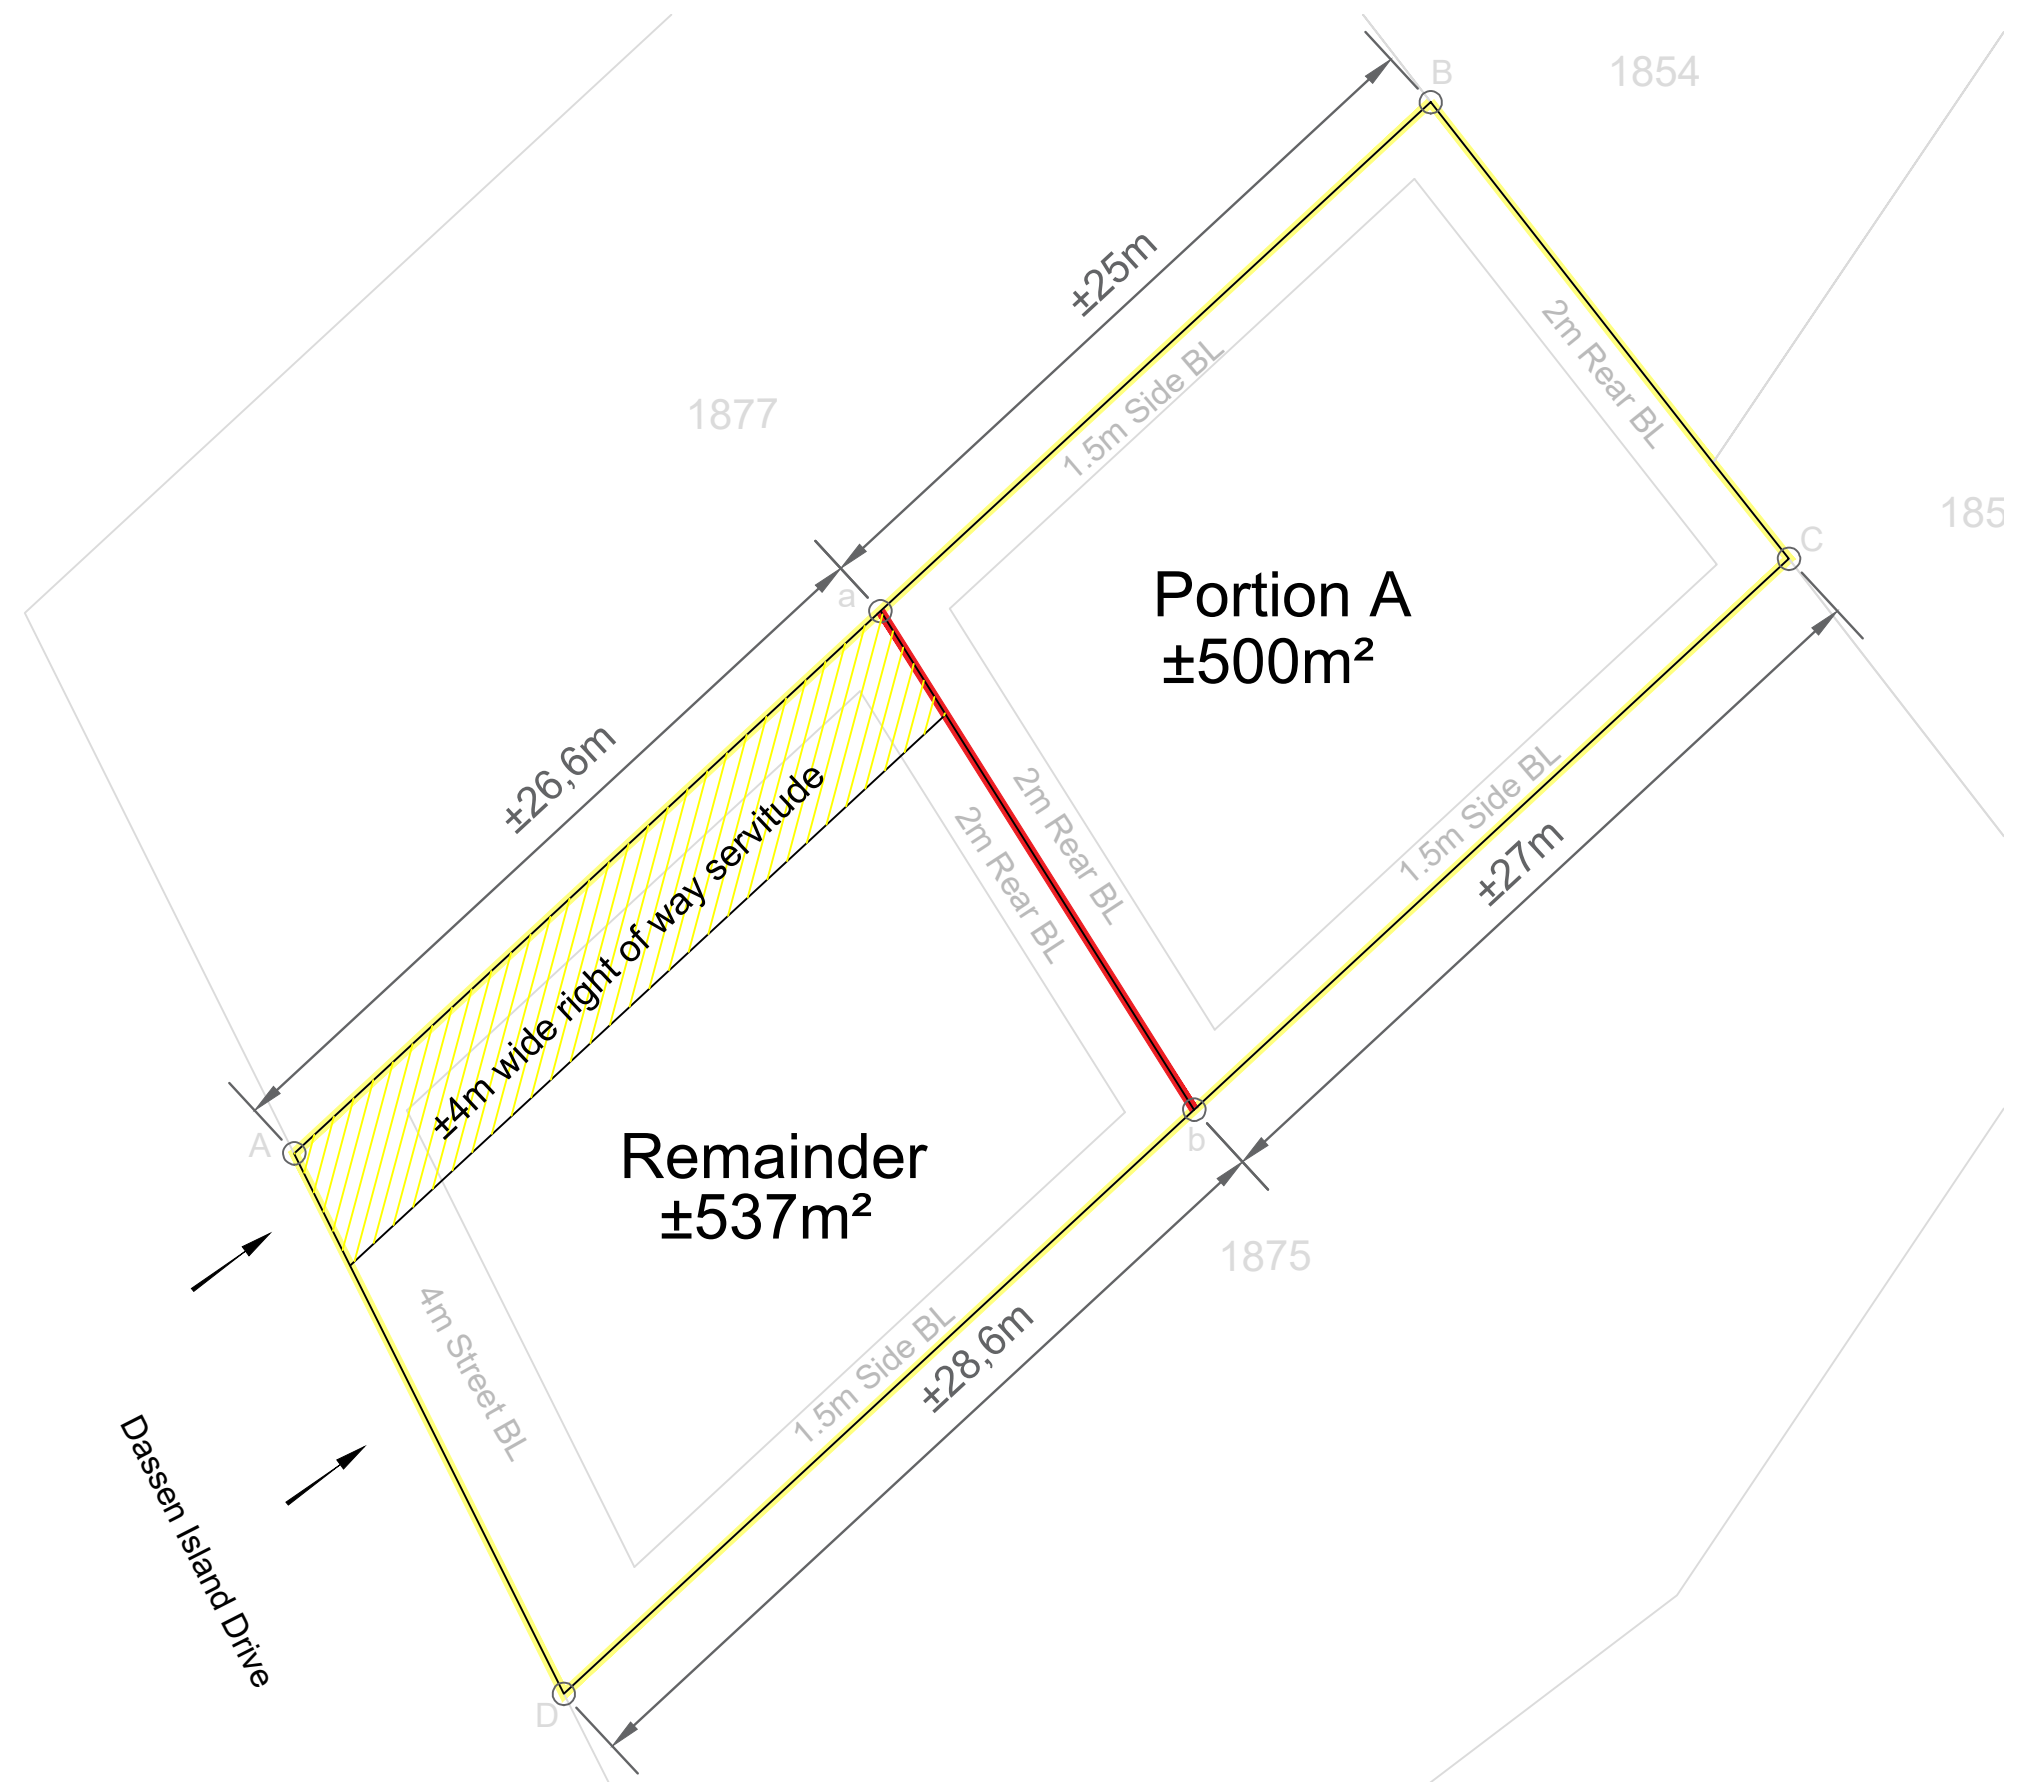 B
1854
±25m
2m Rear BL
1.5m Side BL
1877
185
C
a
Portion A
±500m²
±26,6m
2m Rear BL
2m Rear BL
1.5m Side BL
±27m
±4m wide right of way servitude
A
b
Remainder
±537m²
1875
4m Street BL
1.5m Side BL
±28,6m
Dassen Island Drive
D